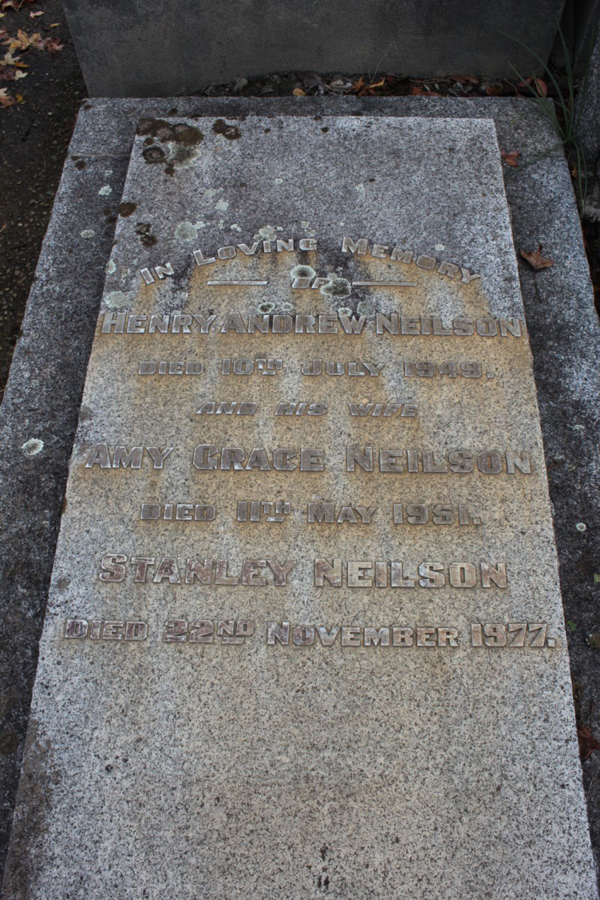 In Loving Memory
OF
Henry Andrew Neilson
DIED 10TH JULY 1949.
AND HIS WIFE
Amy Grace Neilson
DIED 11TH MAY 1951.
Stanley Neilson
DIED 22ND NOVEMBER 1977.